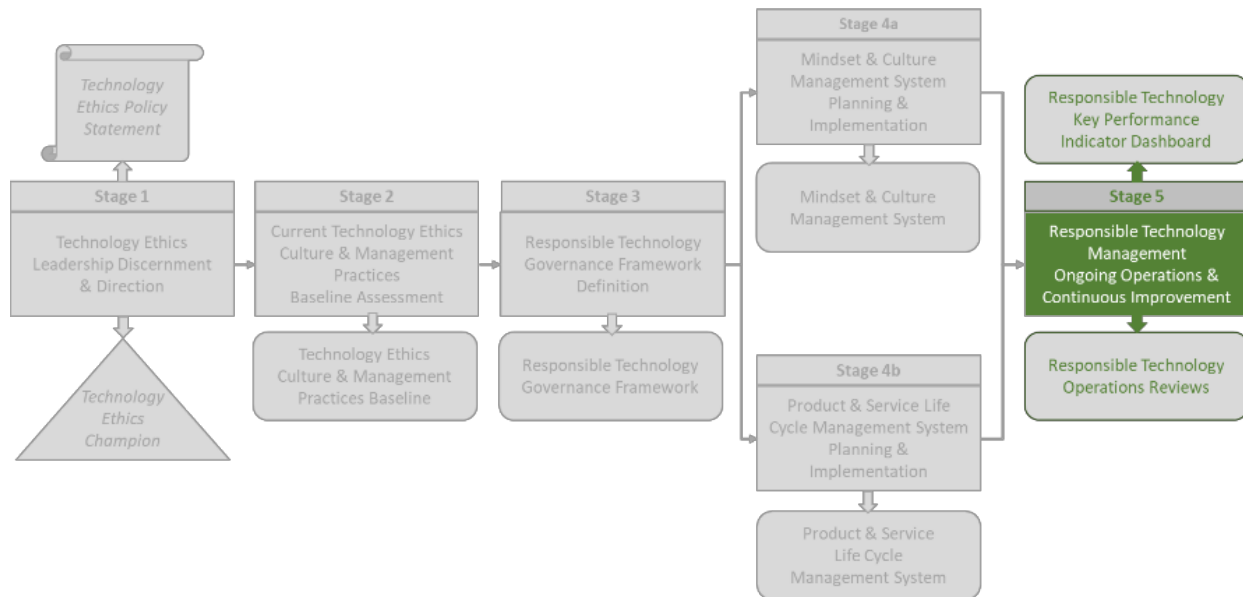 Technology
Ethics Policy
Statement
Stage 1
Technology Ethics
Leadership Discernment
& Direction
Technology
Ethics
Champion
Stage 2
Current Technology Ethics
Culture & Management
Practices
Baseline Assessment
Technology Ethics
Culture & Management
Practices Baseline
Stage 3
Responsible Technology
Governance Framework
Definition
Responsible Technology
Governance Framework
Stage 4a
Mindset & Culture
Management System
Planning &
Implementation
Mindset & Culture
Management System
Stage 4b
Product & Service Life
Cycle Management System
Planning &
Implementation
Product & Service
Life Cycle
Management System
Responsible Technology
Key Performance
Indicator Dashboard
Stage 5
Responsible Technology
Management
Ongoing Operations &
Continuous Improvement
Responsible Technology
Operations Reviews